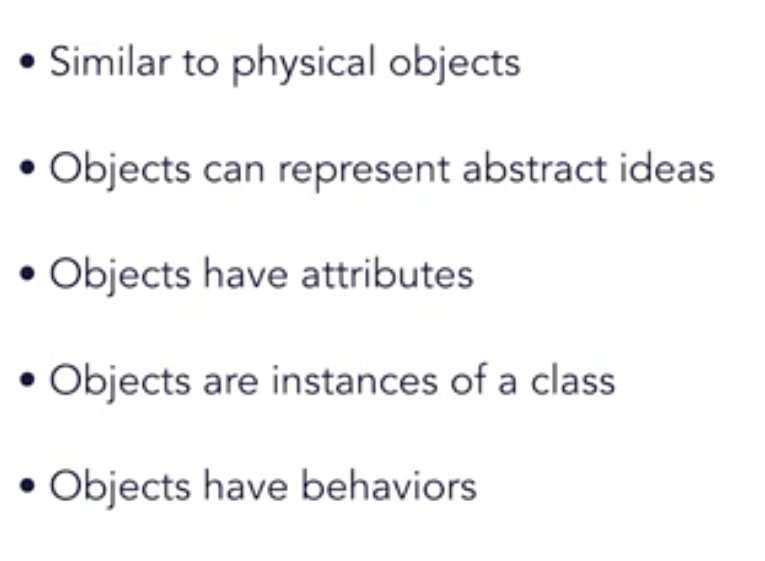 • Similar to physical objects
• Objects can represent abstract ideas
• Objects have attributes
• Objects are instances of a class
• Objects have behaviors